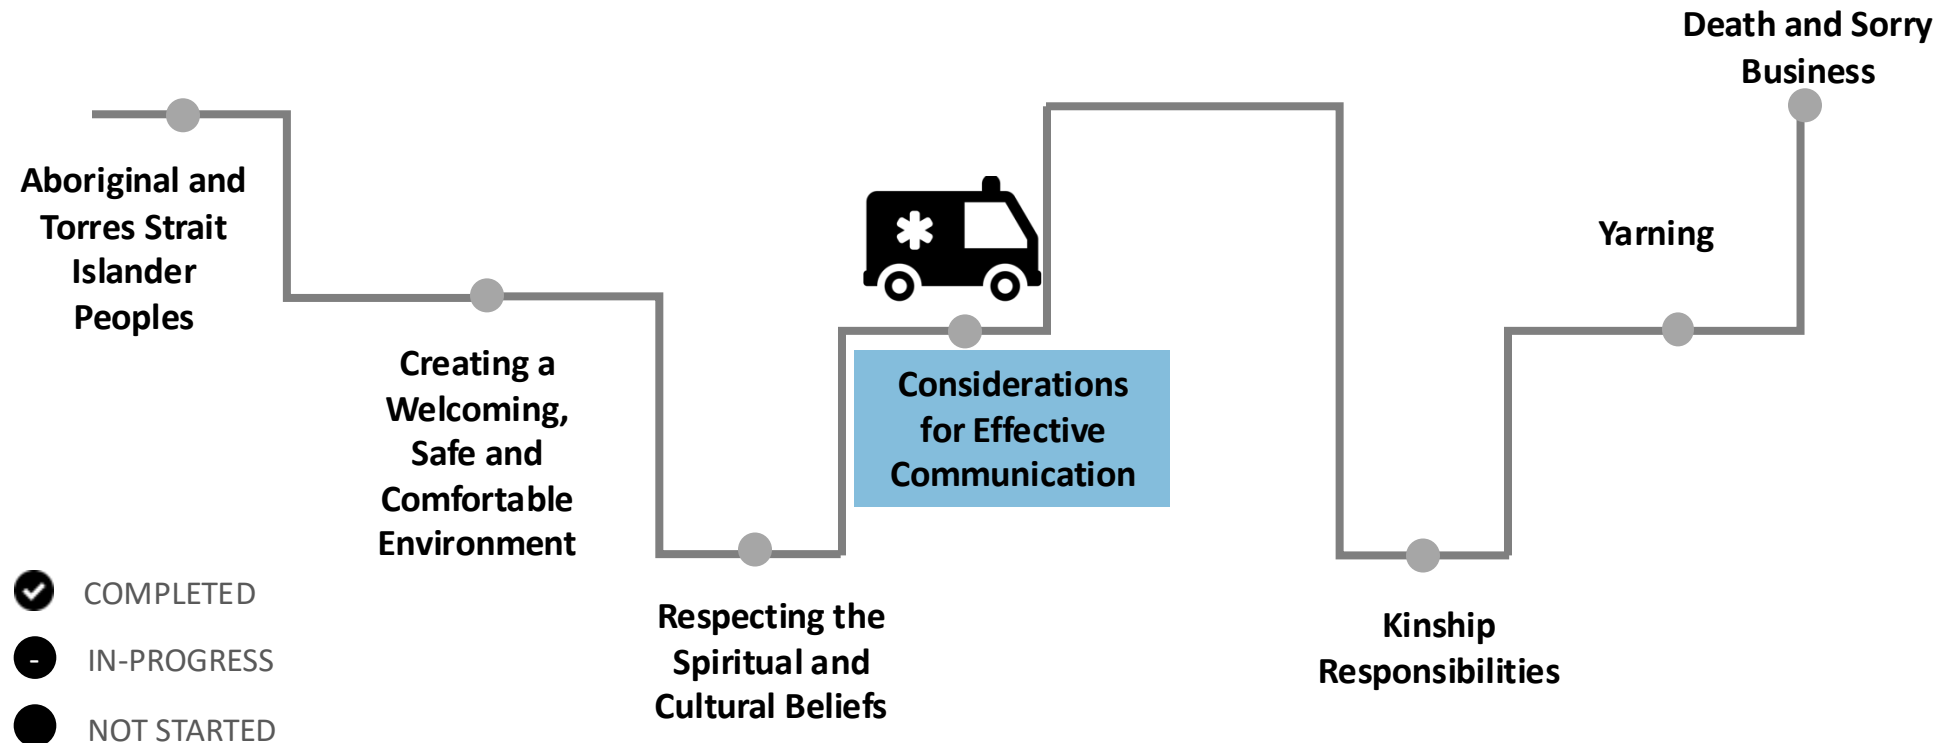 Aboriginal and
Torres Strait
Islander
Peoples
Creating a
Welcoming,
Safe and
Comfortable
Environment
Respecting the
Spiritual and
Cultural Beliefs
Considerations
for Effective
Communication
Kinship
Responsibilities
Yarning
Death and Sorry
Business
COMPLETED
- IN-PROGRESS
NOT STARTED